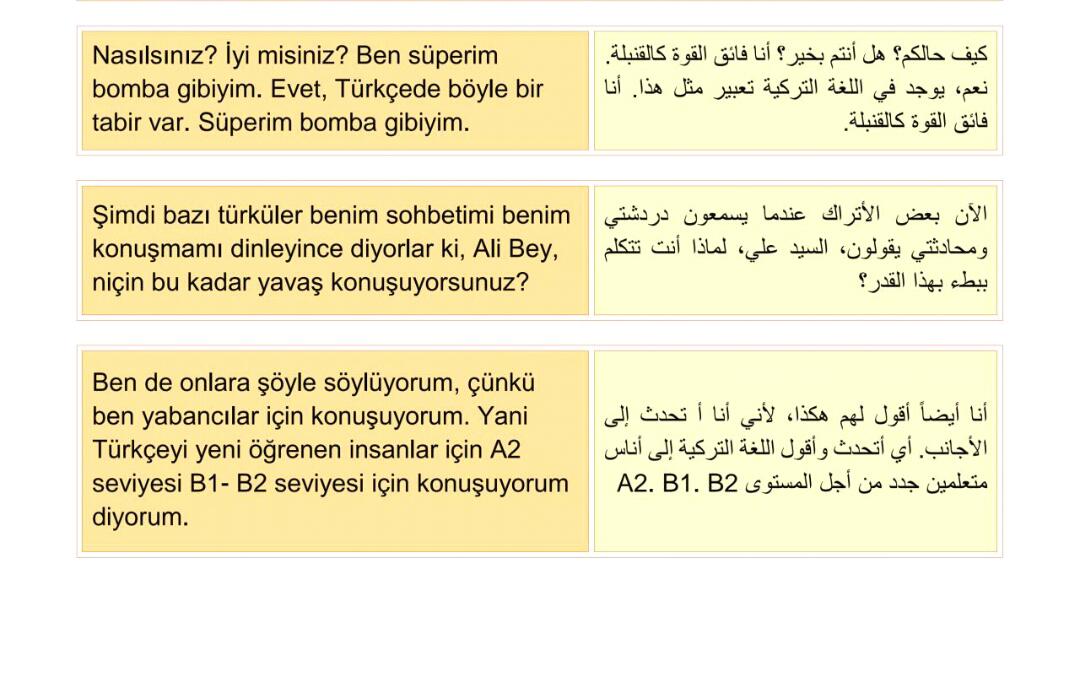 Nasılsınız? İyi misiniz? Ben süperim
bomba gibiyim. Evet, Türkçede böyle bir
tabir var. Süperim bomba gibiyim.
كيف حالكم؟ هل أنتم بخير؟ أنا فائق القوة كالقنبلة.
نعم، يوجد في اللغة التركية تعبير مثل هذا. أنا
فائق القوة كالقنبلة.
Şimdi bazı türküler benim sohbetimi benim
konuşmamı dinleyince diyorlar ki, Ali Bey,
niçin bu kadar yavaş konuşuyorsunuz?
الآن بعض الأتراك عندما يسمعون دردشتي
ومحادثتي يقولون، السيد علي، لماذا أنت تتكلم
ببطء بهذا القدر؟
Ben de onlara şöyle söylüyorum, çünkü
ben yabancılar için konuşuyorum. Yani
Türkçeyi yeni öğrenen insanlar için A2
seviyesi B1- B2 seviyesi için konuşuyorum
diyorum.
أنا أيضاً أقول لهم هكذا، لأني أنا أ تحدث إلى
الأجانب. أي أتحدث وأقول اللغة التركية إلى أناس
متعلمين جدد من أجل المستوى A2. B1. B2